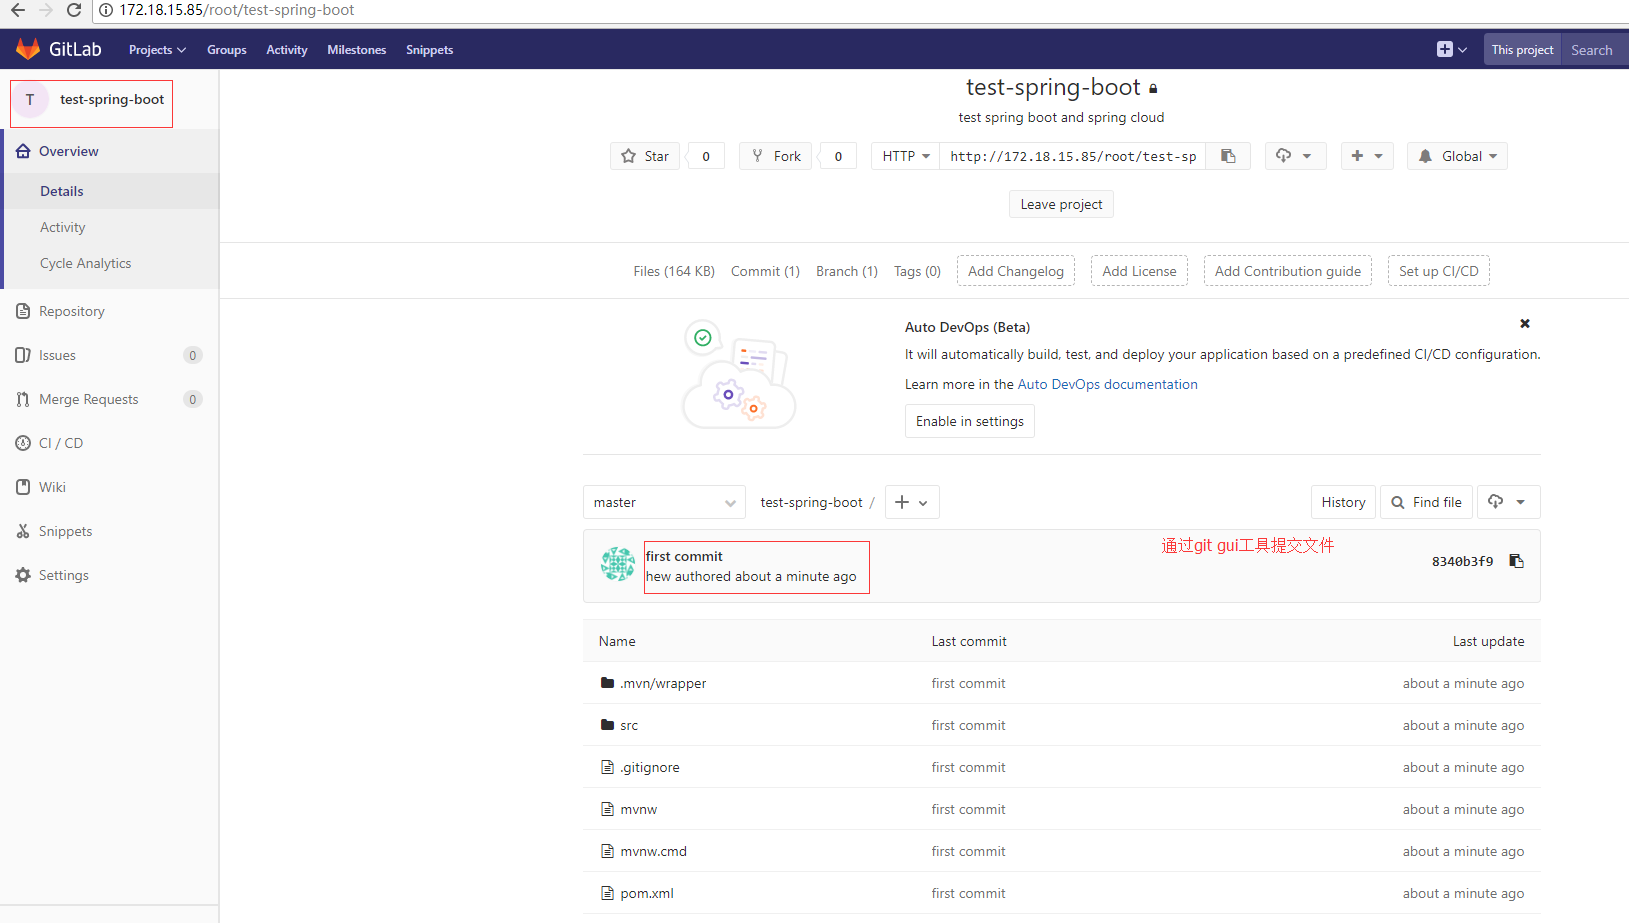 172.18.15.85/root/test-spring-boot
GitLab Projects Groups Activity Milestones Snippets This project Search
T test-spring-boot
Overview
Details
Activity
Cycle Analytics
Repository
Issues 0
Merge Requests 0
CI / CD
Wiki
Snippets
Settings
test-spring-boot
test spring boot and spring cloud
Star 0 Fork 0 HTTP http://172.18.15.85/root/test-sp Global
Leave project
Files (164 KB) Commit (1) Branch (1) Tags (0) Add Changelog Add License Add Contribution guide Set up CI/CD
Auto DevOps (Beta)
It will automatically build, test, and deploy your application based on a predefined CI/CD configuration.
Learn more in the Auto DevOps documentation
Enable in settings
master test-spring-boot / History Find file
first commit
hew authored about a minute ago
通过git gui工具提交文件
8340b3f9
Name Last commit Last update
.mvn/wrapper first commit about a minute ago
src first commit about a minute ago
.gitignore first commit about a minute ago
mvnw first commit about a minute ago
mvnw.cmd first commit about a minute ago
pom.xml first commit about a minute ago